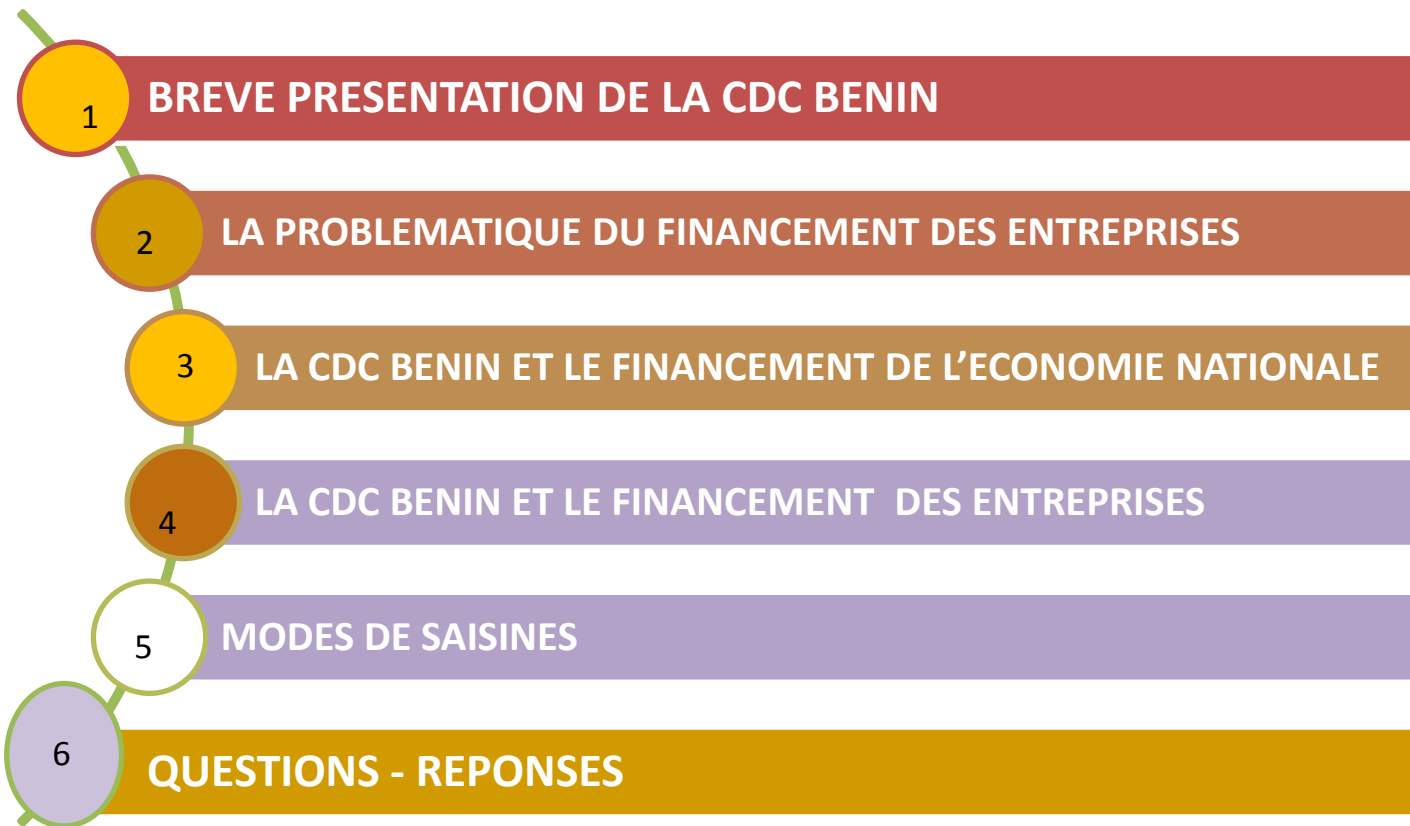 1 BREVE PRESENTATION DE LA CDC BENIN
2 LA PROBLEMATIQUE DU FINANCEMENT DES ENTREPRISES
3 LA CDC BENIN ET LE FINANCEMENT DE L’ECONOMIE NATIONALE
4 LA CDC BENIN ET LE FINANCEMENT  DES ENTREPRISES
5 MODES DE SAISINES
6 QUESTIONS - REPONSES